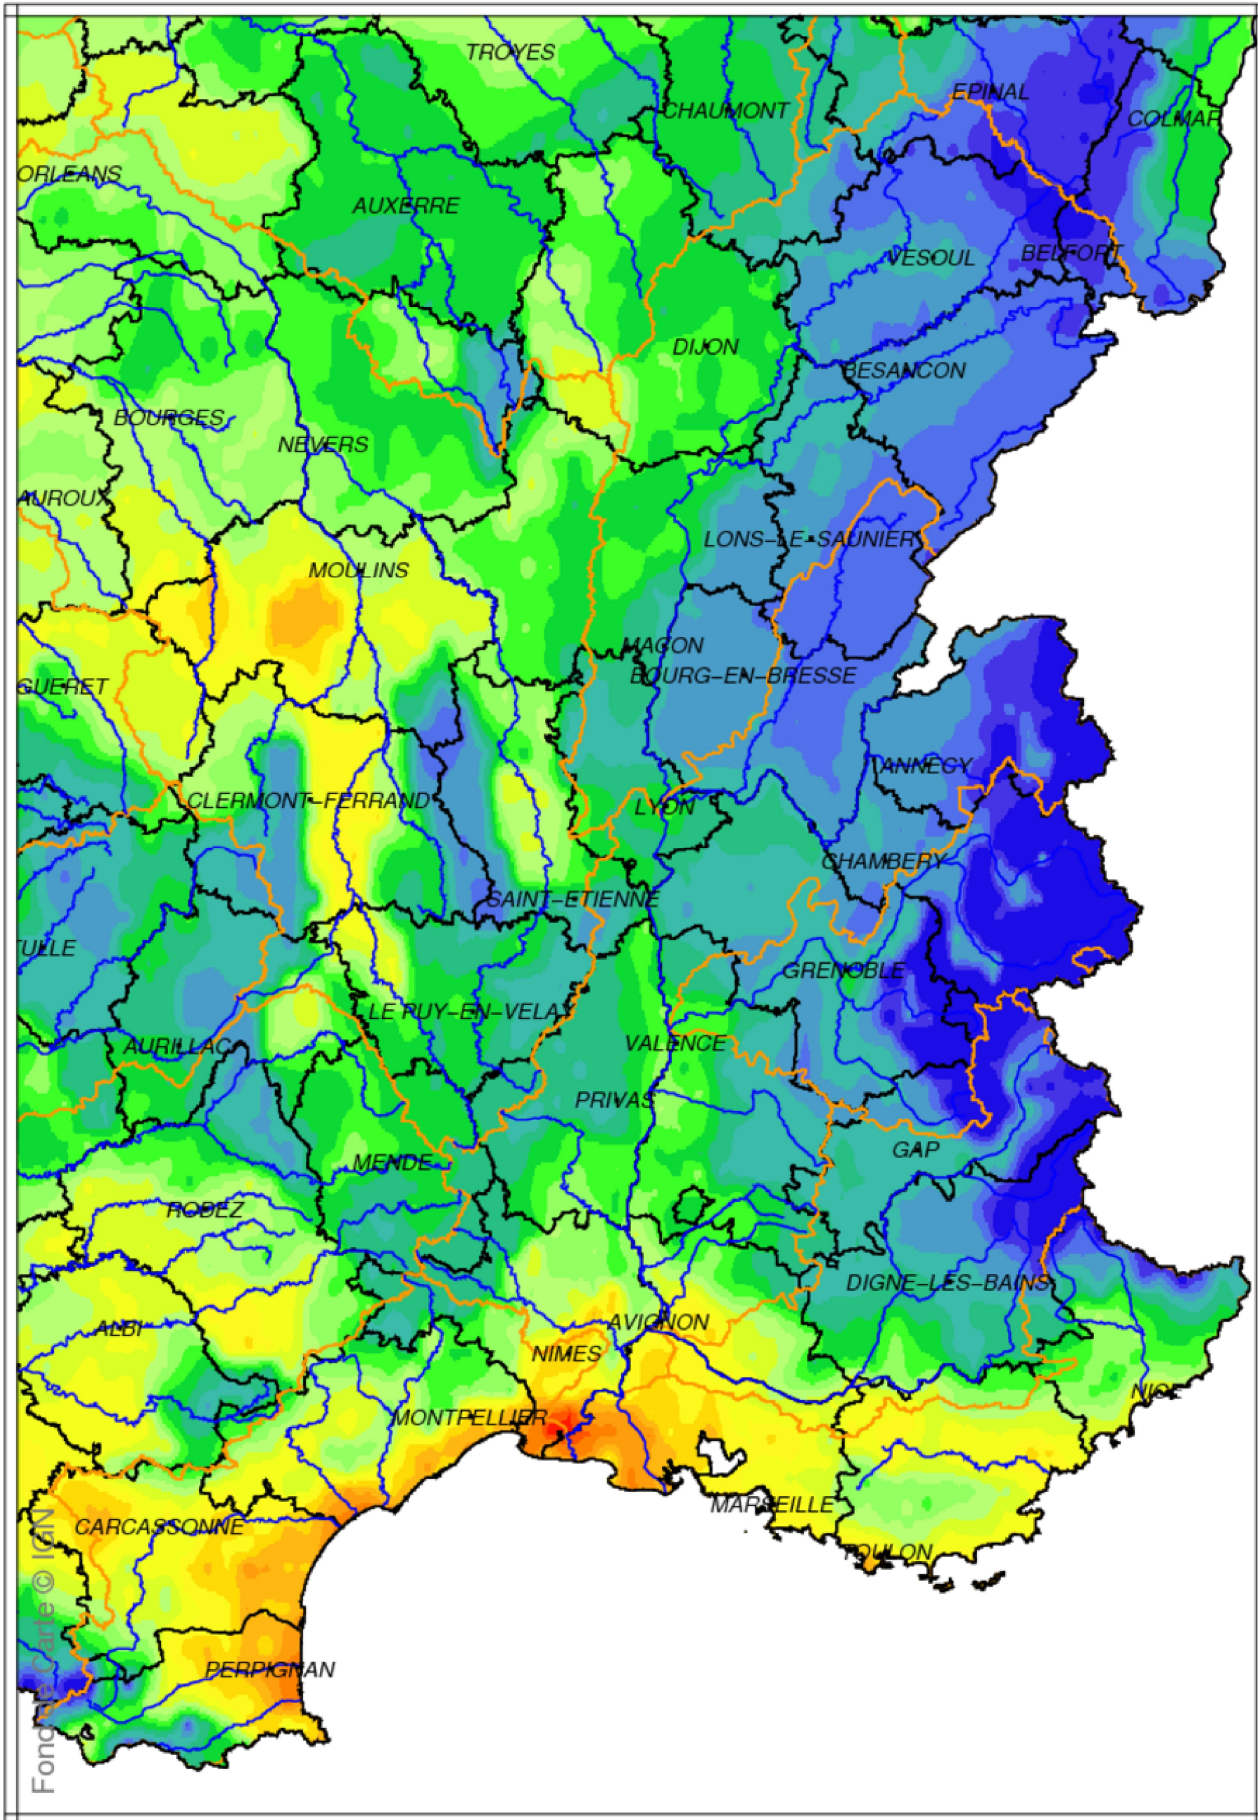 TROYES
EPINAL
CHAUMONT
COLMAR
ORLEANS
AUXERRE
VESOUL
BELFORT
DIJON
BESANCON
BOURGES
NEVERS
AUROUX
LONS-LE-SAUNIER
MOULINS
MACON
BOURG-EN-BRESSE
GUERET
ANNECY
CLERMONT-FERRAND
LYON
CHAMBERY
SAINT-ETIENNE
TULLE
GRENOBLE
LE PUY-EN-VELAY
AURILLAC
VALENCE
PRIVAS
GAP
MENDE
RODEZ
DIGNE-LES-BAINS
AVIGNON
ALBI
NIMES
NICE
MONTPELLIER
MARSEILLE
CARCASSONNE
TOULON
PERPIGNAN
Fond de Carte © IGN